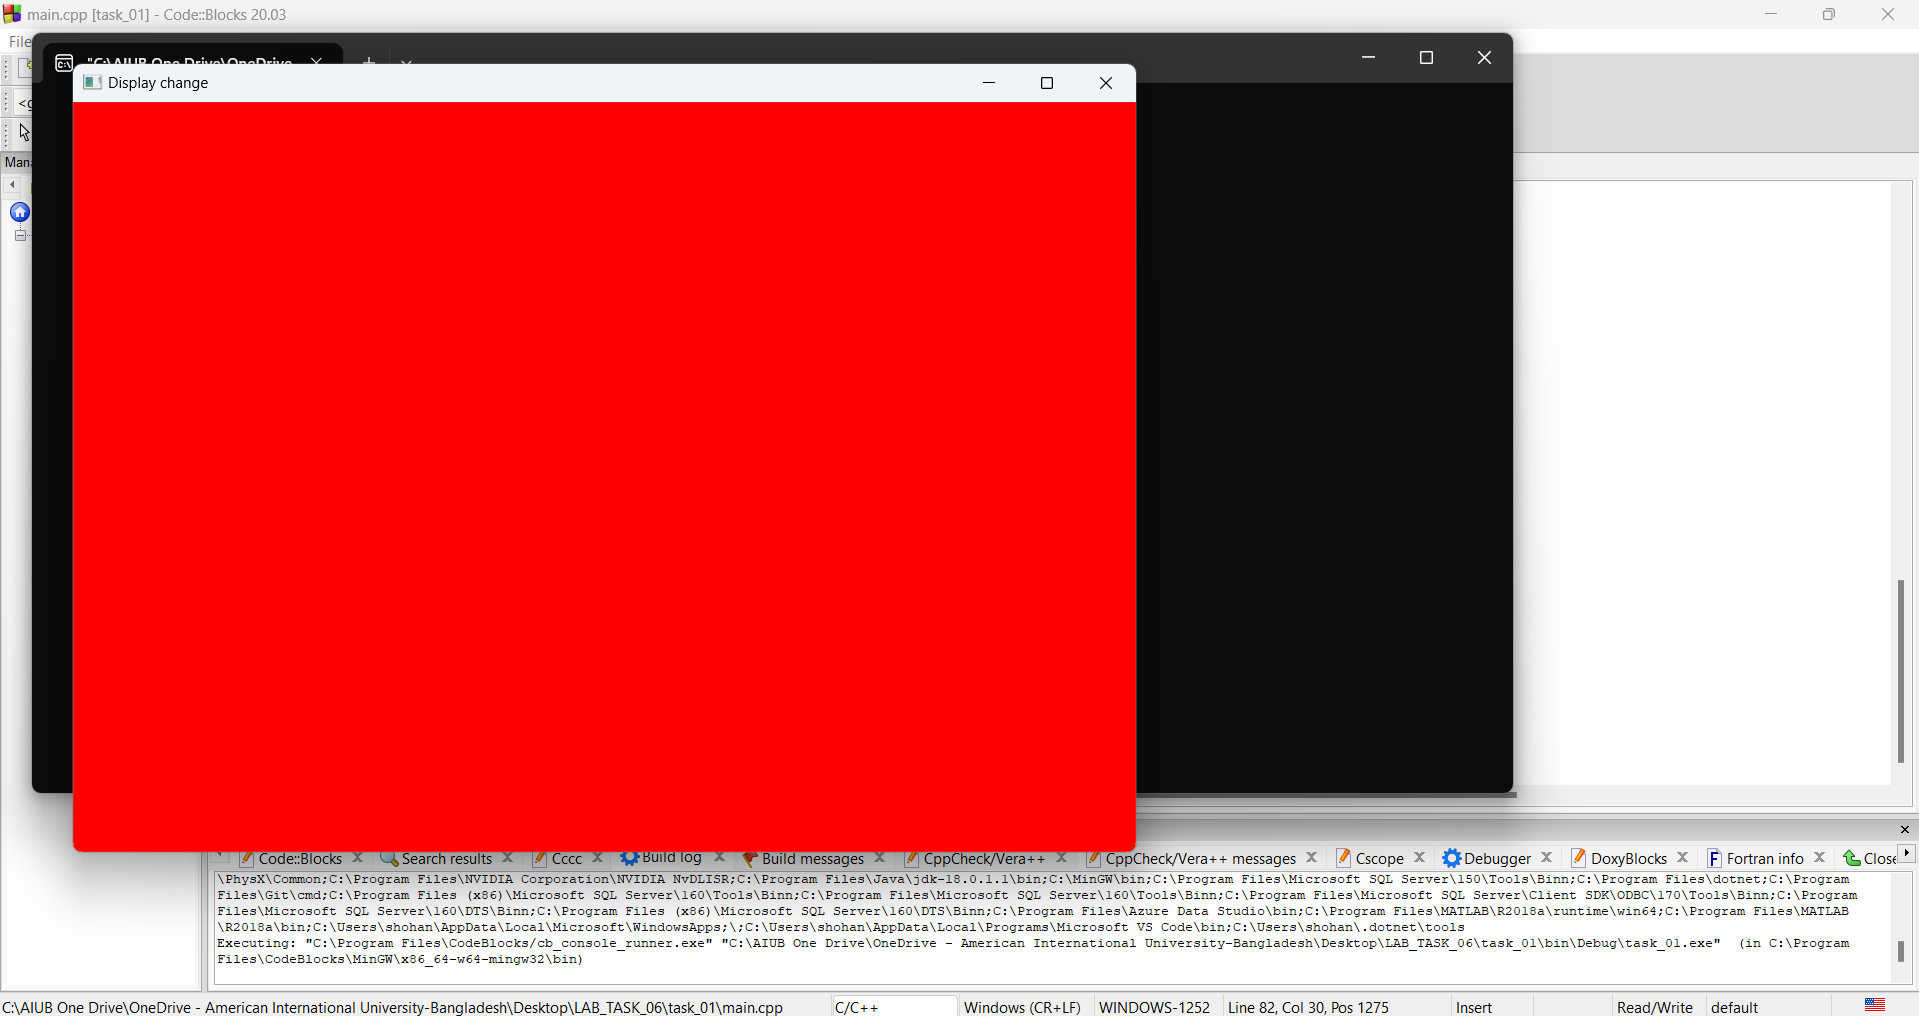 main.cpp [task_01] - Code::Blocks 20.03
File
"C:\AIUB One Drive\OneDrive
Display change
<g
Mana
Code::Blocks
Search results
Cccc
Build log
Build messages
CppCheck/Vera++
CppCheck/Vera++ messages
Cscope
Debugger
DoxyBlocks
Fortran info
Close
\PhysX\Common;C:\Program Files\NVIDIA Corporation\NVIDIA NvDLISR;C:\Program Files\Java\jdk-18.0.1.1\bin;C:\MinGW\bin;C:\Program Files\Microsoft SQL Server\150\Tools\Binn;C:\Program Files\dotnet;C:\Program
Files\Git\cmd;C:\Program Files (x86)\Microsoft SQL Server\160\Tools\Binn;C:\Program Files\Microsoft SQL Server\160\Tools\Binn;C:\Program Files\Microsoft SQL Server\Client SDK\ODBC\170\Tools\Binn;C:\Program
Files\Microsoft SQL Server\160\DTS\Binn;C:\Program Files (x86)\Microsoft SQL Server\160\DTS\Binn;C:\Program Files\Azure Data Studio\bin;C:\Program Files\MATLAB\R2018a\runtime\win64;C:\Program Files\MATLAB
\R2018a\bin;C:\Users\shohan\AppData\Local\Microsoft\WindowsApps;\;C:\Users\shohan\AppData\Local\Programs\Microsoft VS Code\bin;C:\Users\shohan\.dotnet\tools
Executing: "C:\Program Files\CodeBlocks/cb_console_runner.exe" "C:\AIUB One Drive\OneDrive - American International University-Bangladesh\Desktop\LAB_TASK_06\task_01\bin\Debug\task_01.exe"  (in C:\Program
Files\CodeBlocks\MinGW\x86_64-w64-mingw32\bin)
C:\AIUB One Drive\OneDrive - American International University-Bangladesh\Desktop\LAB_TASK_06\task_01\main.cpp
C/C++
Windows (CR+LF)
WINDOWS-1252
Line 82, Col 30, Pos 1275
Insert
Read/Write
default